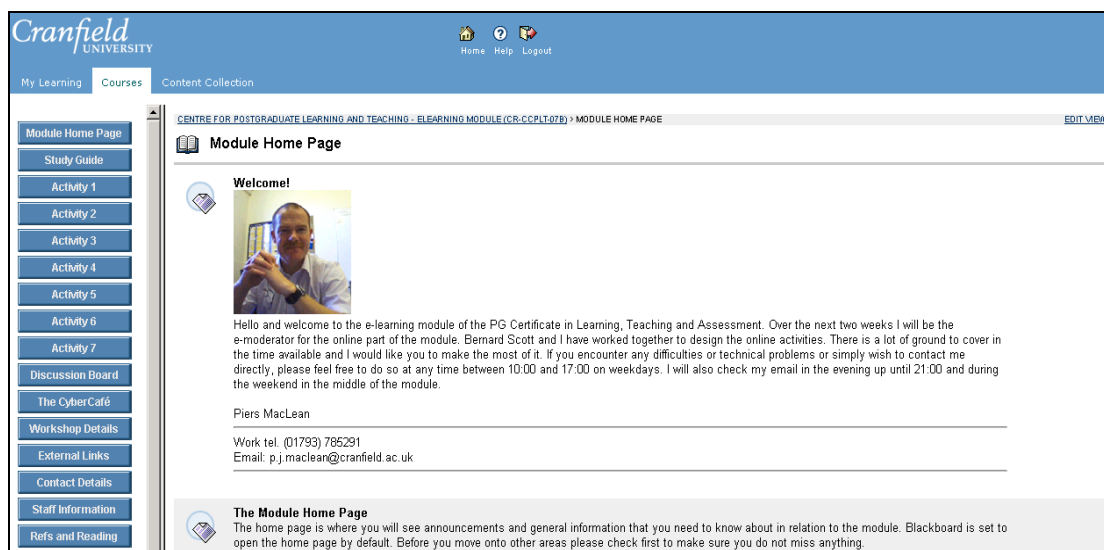 Cranfield
UNIVERSITY
Home Help Logout
My Learning Courses Content Collection
CENTRE FOR POSTGRADUATE LEARNING AND TEACHING - ELEARNING MODULE (CR-CCPLT-07B) > MODULE HOME PAGE
EDIT VIEW
Module Home Page
Module Home Page
Study Guide
Activity 1
Activity 2
Activity 3
Activity 4
Activity 5
Activity 6
Activity 7
Discussion Board
The CyberCafé
Workshop Details
External Links
Contact Details
Staff Information
Refs and Reading
Welcome!
Hello and welcome to the e-learning module of the PG Certificate in Learning, Teaching and Assessment. Over the next two weeks I will be the
e-moderator for the online part of the module. Bernard Scott and I have worked together to design the online activities. There is a lot of ground to cover in
the time available and I would like you to make the most of it. If you encounter any difficulties or technical problems or simply wish to contact me
directly, please feel free to do so at any time between 10:00 and 17:00 on weekdays. I will also check my email in the evening up until 21:00 and during
the weekend in the middle of the module.
Piers MacLean
Work tel. (01793) 785291
Email: p.j.maclean@cranfield.ac.uk
The Module Home Page
The home page is where you will see announcements and general information that you need to know about in relation to the module. Blackboard is set to
open the home page by default. Before you move onto other areas please check first to make sure you do not miss anything.